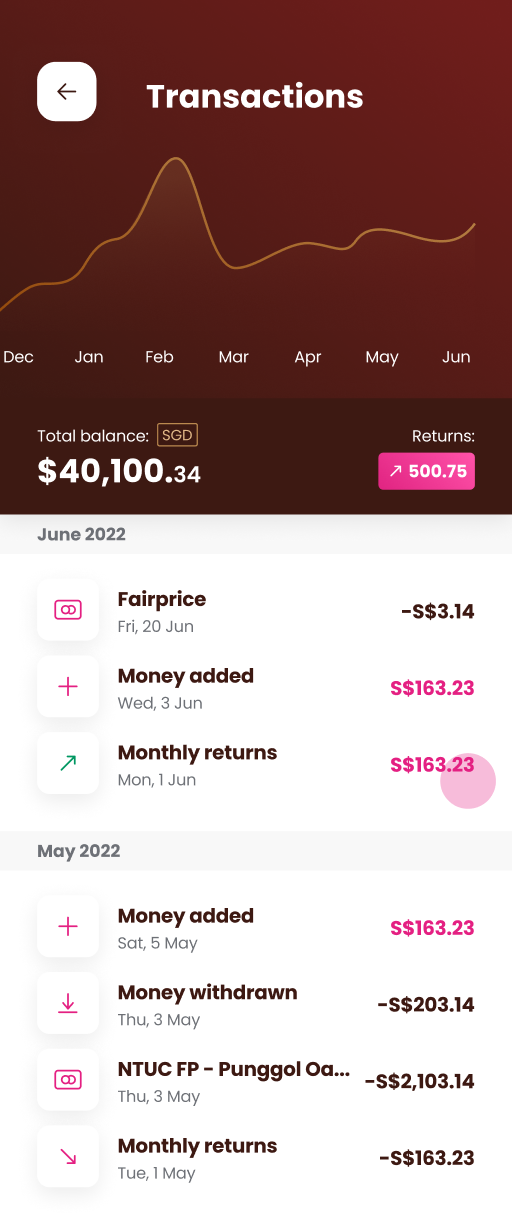 Transactions
Dec Jan Feb Mar Apr May Jun
Total balance: SGD
Returns:
$40,100.34
500.75
June 2022
Fairprice
Fri, 20 Jun
-S$3.14
Money added
Wed, 3 Jun
S$163.23
Monthly returns
Mon, 1 Jun
S$163.23
May 2022
Money added
Sat, 5 May
S$163.23
Money withdrawn
Thu, 3 May
-S$203.14
NTUC FP - Punggol Oa...
Thu, 3 May
-S$2,103.14
Monthly returns
Tue, 1 May
-S$163.23